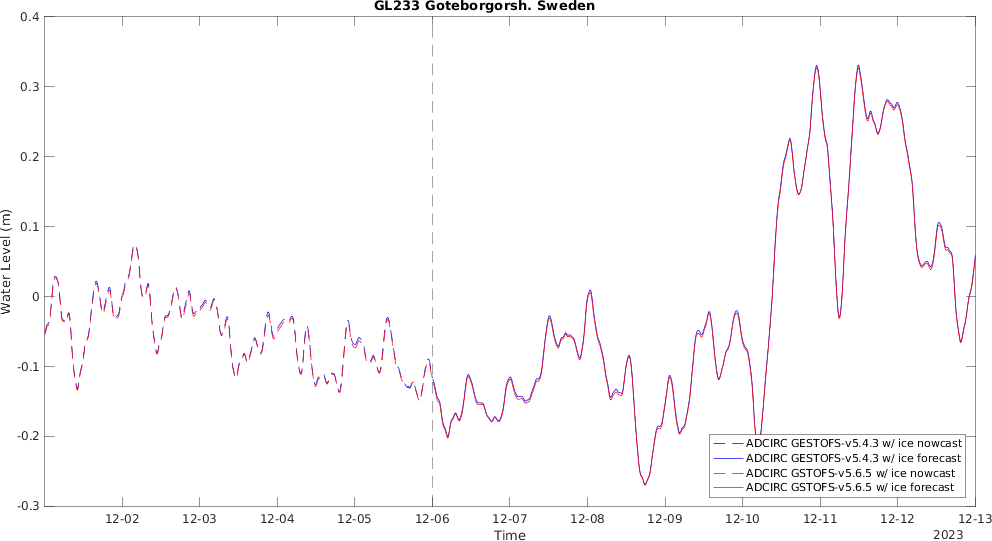 GL233 Goteborgorsh. Sweden
0.4
0.3
0.2
0.1
0
-0.1
-0.2
-0.3
Water Level (m)
ADCIRC GESTOFS-v5.4.3 w/ ice nowcast
ADCIRC GESTOFS-v5.4.3 w/ ice forecast
ADCIRC GSTOFS-v5.6.5 w/ ice nowcast
ADCIRC GSTOFS-v5.6.5 w/ ice forecast
12-02 12-03 12-04 12-05 12-06 12-07 12-08 12-09 12-10 12-11 12-12 12-13
Time
2023